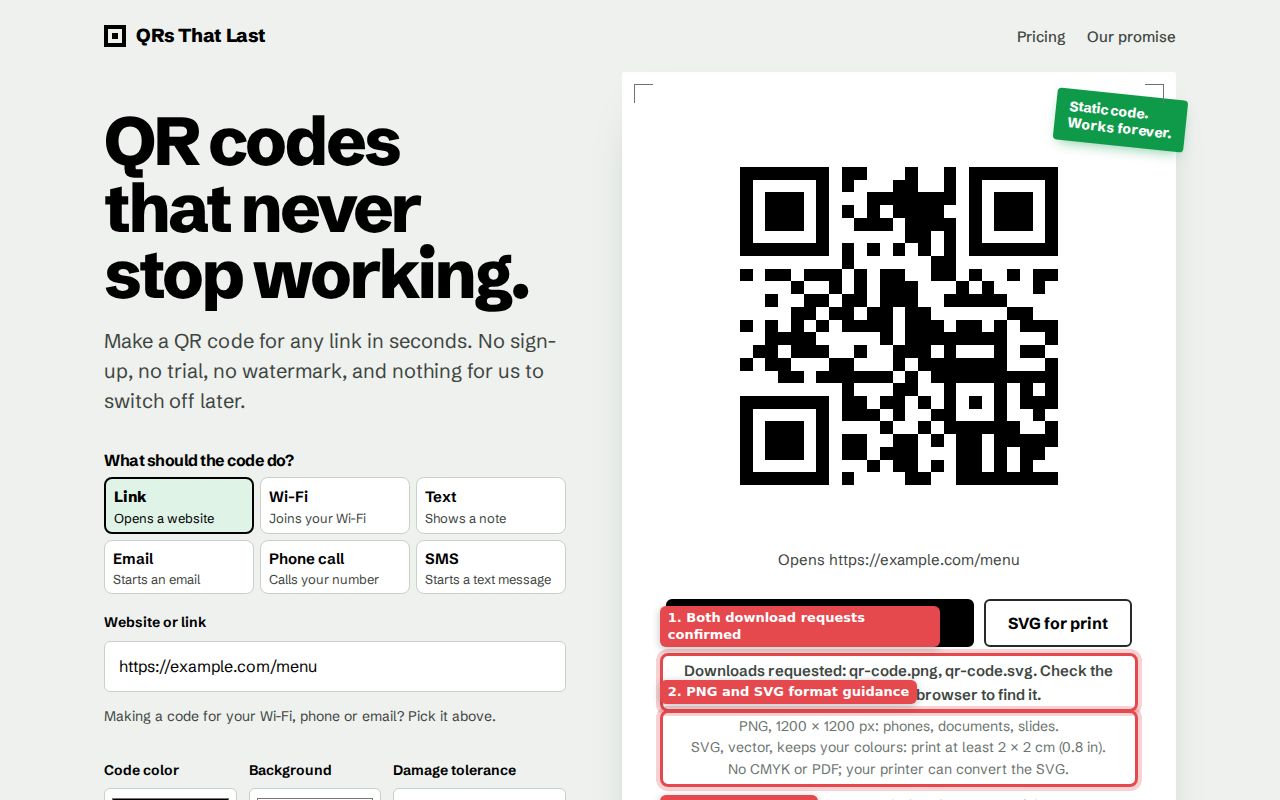 QRs That Last
Pricing
Our promise
QR codes
that never
stop working.
Make a QR code for any link in seconds. No sign-
up, no trial, no watermark, and nothing for us to
switch off later.
What should the code do?
Link
Opens a website
Wi-Fi
Joins your Wi-Fi
Text
Shows a note
Email
Starts an email
Phone call
Calls your number
SMS
Starts a text message
Website or link
https://example.com/menu
Making a code for your Wi-Fi, phone or email? Pick it above.
Code color
Background
Damage tolerance
Static code.
Works forever.
Opens https://example.com/menu
1. Both download requests
confirmed
SVG for print
Downloads requested: qr-code.png, qr-code.svg. Check the
2. PNG and SVG format guidance
browser to find it.
PNG, 1200 × 1200 px: phones, documents, slides.
SVG, vector, keeps your colours: print at least 2 × 2 cm (0.8 in).
No CMYK or PDF; your printer can convert the SVG.